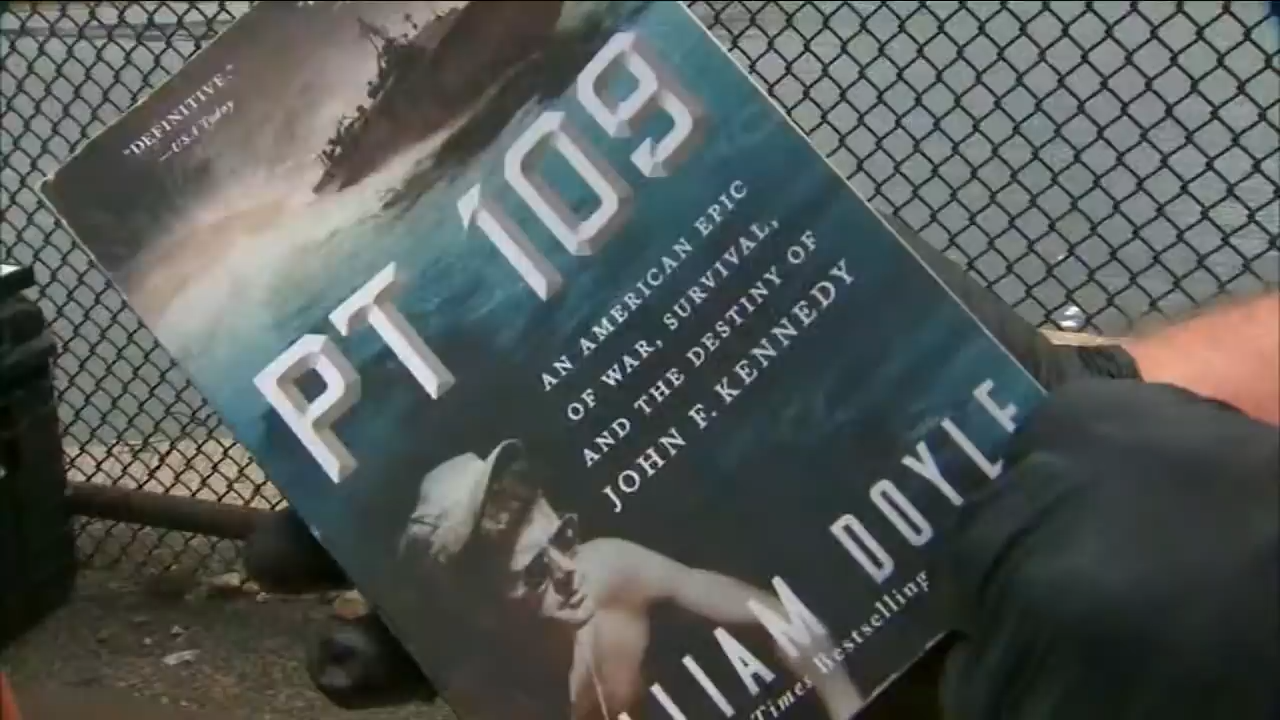 "DEFINITIVE."
—USA Today
PT 109
AN AMERICAN EPIC
OF WAR, SURVIVAL,
AND THE DESTINY OF
JOHN F. KENNEDY
LLIAM DOYLE
Times Bestselling